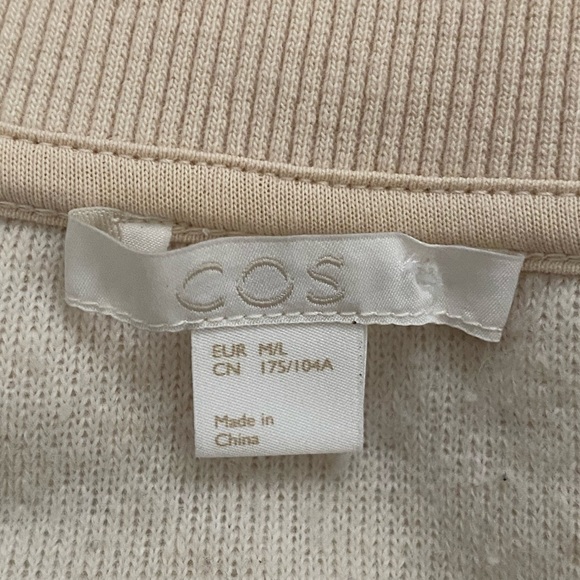 COS
EUR M/L
CN 175/104A
Made in
China